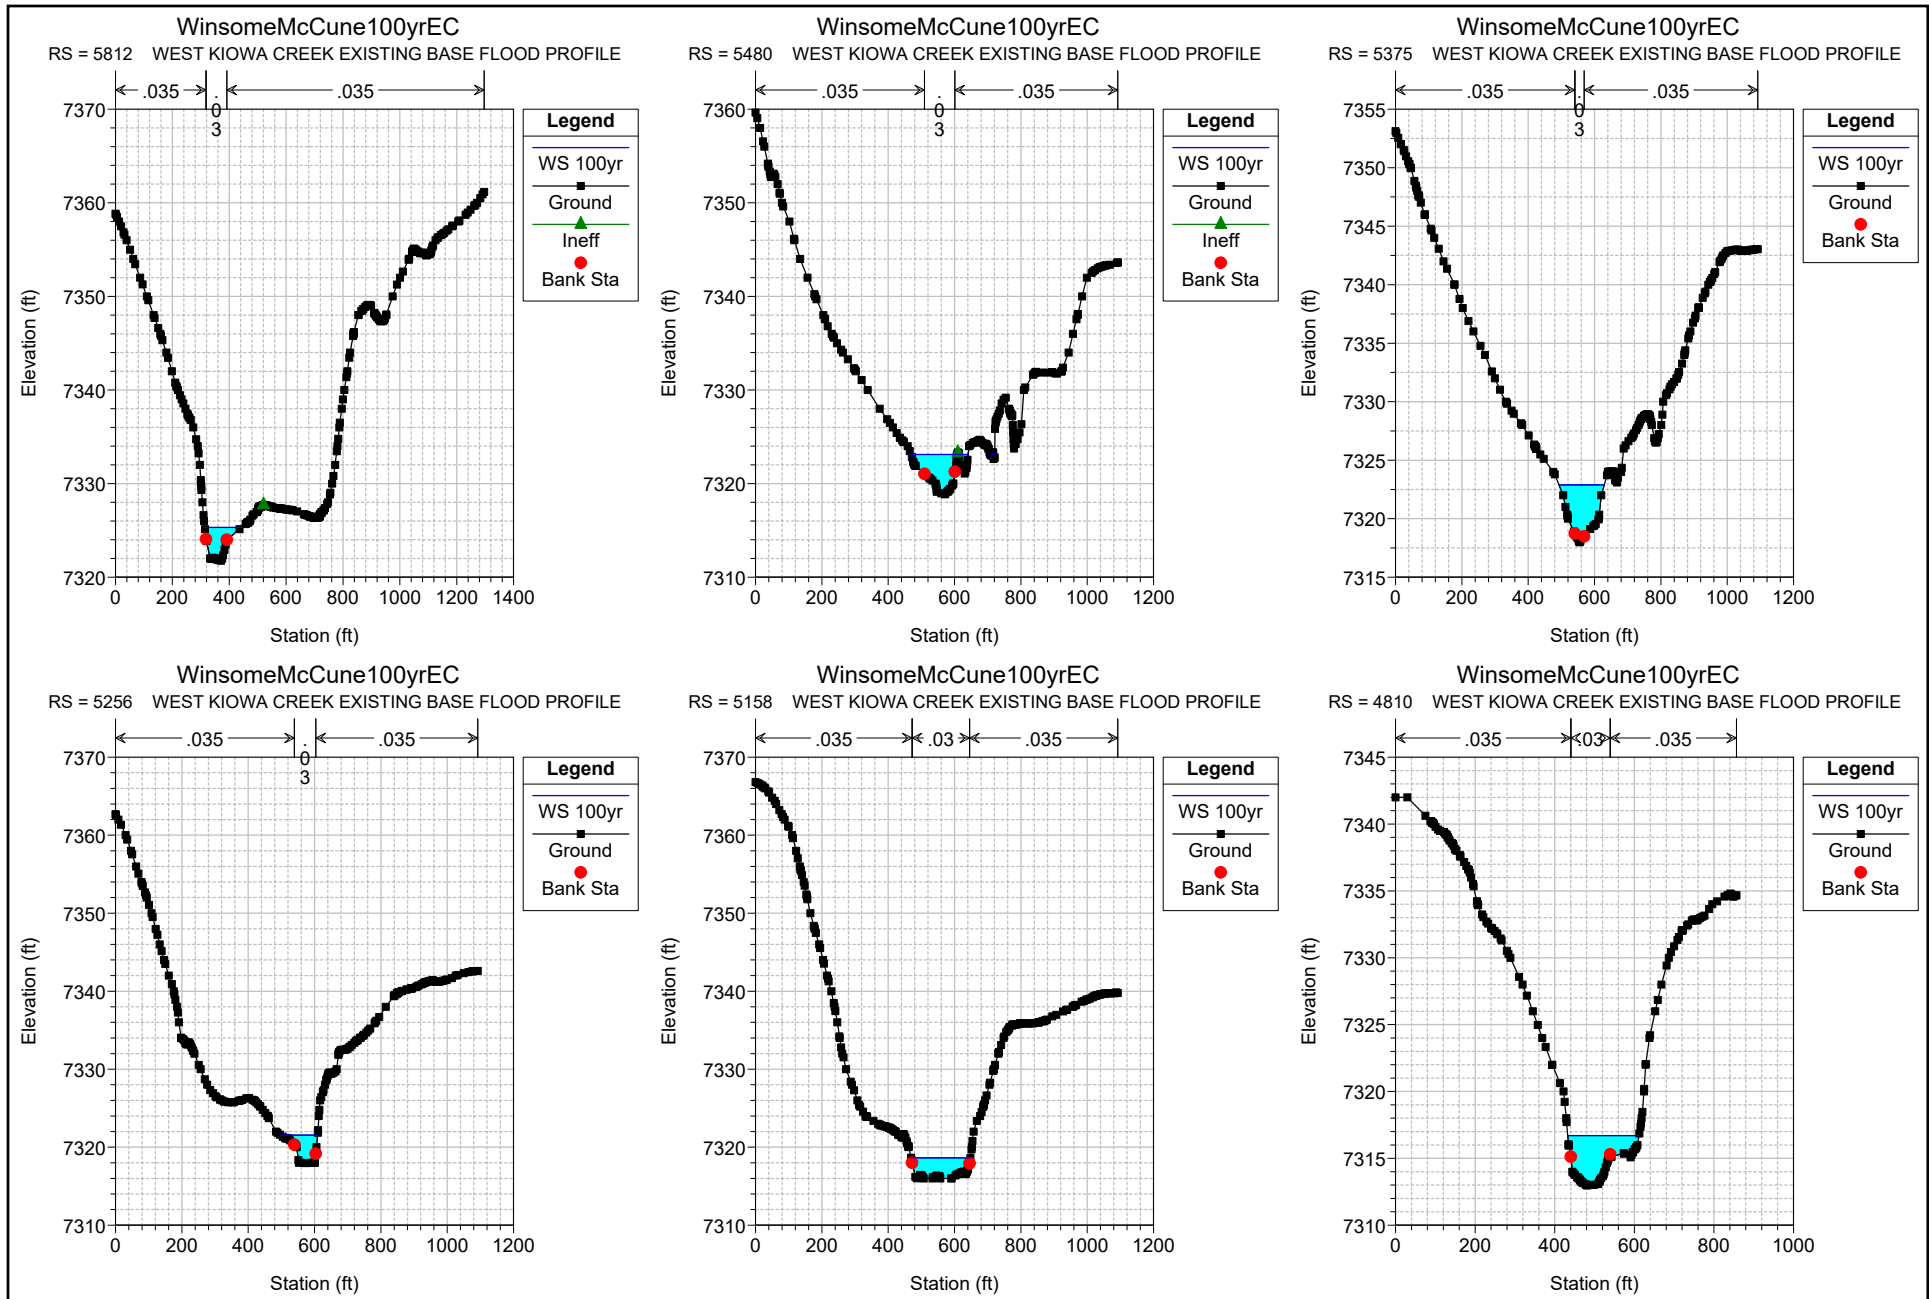 WinsomeMcCune100yrEC
RS = 5812 WEST KIOWA CREEK EXISTING BASE FLOOD PROFILE
.035 .03 .035
7370
7360
7350
7340
7330
7320
Elevation (ft)
0 200 400 600 800 1000 1200 1400
Station (ft)
Legend
WS 100yr
Ground
Ineff
Bank Sta
WinsomeMcCune100yrEC
RS = 5480 WEST KIOWA CREEK EXISTING BASE FLOOD PROFILE
.035 .03 .035
7360
7350
7340
7330
7320
7310
Elevation (ft)
0 200 400 600 800 1000 1200
Station (ft)
Legend
WS 100yr
Ground
Ineff
Bank Sta
WinsomeMcCune100yrEC
RS = 5375 WEST KIOWA CREEK EXISTING BASE FLOOD PROFILE
.035 .03 .035
7355
7350
7345
7340
7335
7330
7325
7320
7315
Elevation (ft)
0 200 400 600 800 1000 1200
Station (ft)
Legend
WS 100yr
Ground
Bank Sta
WinsomeMcCune100yrEC
RS = 5256 WEST KIOWA CREEK EXISTING BASE FLOOD PROFILE
.035 .03 .035
7370
7360
7350
7340
7330
7320
7310
Elevation (ft)
0 200 400 600 800 1000 1200
Station (ft)
Legend
WS 100yr
Ground
Bank Sta
WinsomeMcCune100yrEC
RS = 5158 WEST KIOWA CREEK EXISTING BASE FLOOD PROFILE
.035 .03 .035
7370
7360
7350
7340
7330
7320
7310
Elevation (ft)
0 200 400 600 800 1000 1200
Station (ft)
Legend
WS 100yr
Ground
Bank Sta
WinsomeMcCune100yrEC
RS = 4810 WEST KIOWA CREEK EXISTING BASE FLOOD PROFILE
.035 .03 .035
7345
7340
7335
7330
7325
7320
7315
7310
Elevation (ft)
0 200 400 600 800 1000
Station (ft)
Legend
WS 100yr
Ground
Bank Sta